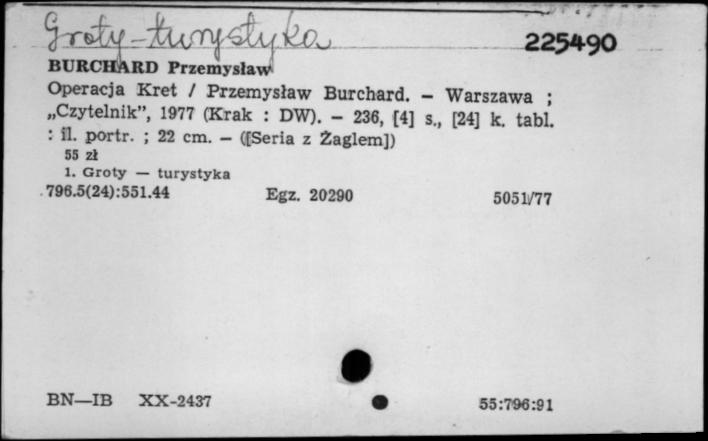 Groty - turystyka
225490
BURCHARD Przemysław
Operacja Kret / Przemysław Burchard. – Warszawa ;
„Czytelnik”, 1977 (Krak : DW). – 236, [4] s., [24] k. tabl.
: il. portr. ; 22 cm. – ([Seria z Żaglem])
55 zł
1. Groty — turystyka
796.5(24):551.44 Egz. 20290 5051/77
BN—IB XX-2437 55:796:91